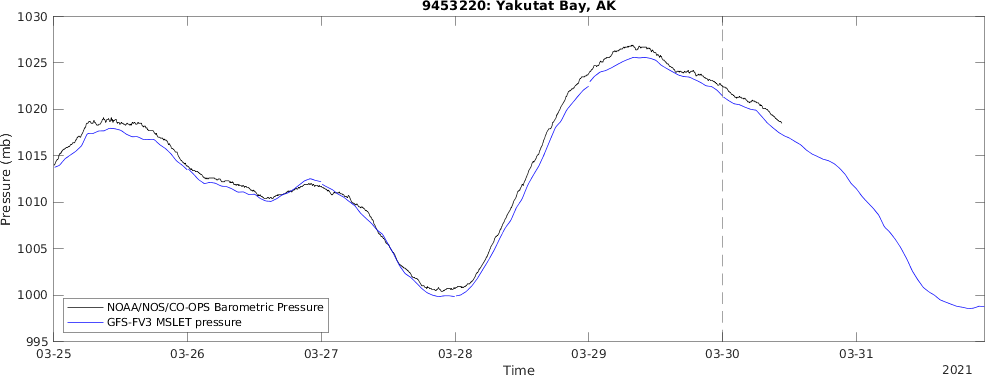 9453220: Yakutat Bay, AK
1030
1025
1020
1015
1010
1005
1000
995
Pressure (mb)
NOAA/NOS/CO-OPS Barometric Pressure
GFS-FV3 MSLET pressure
03-25 03-26 03-27 03-28 03-29 03-30 03-31
Time
2021